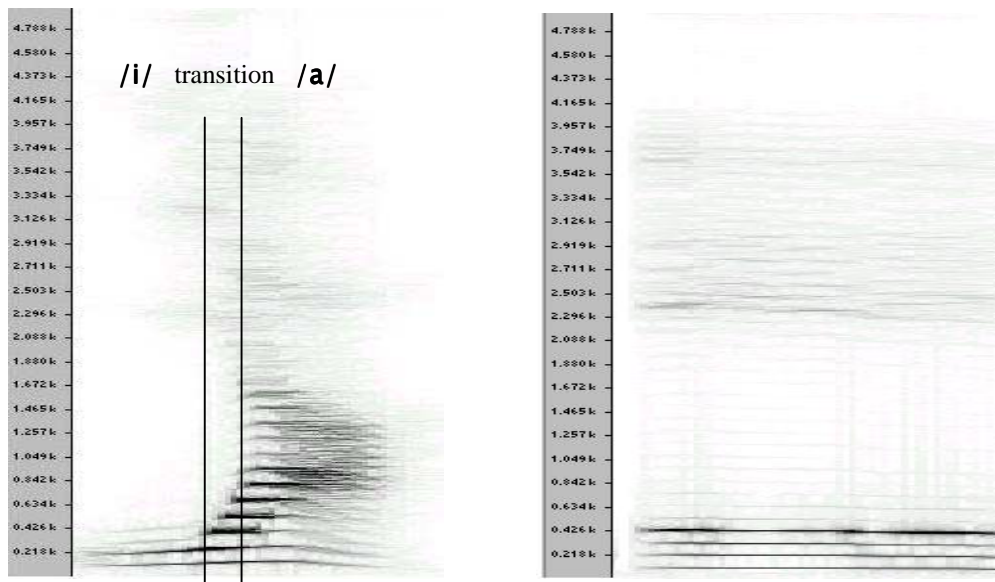 /i/ transition /a/
4.788k
4.580k
4.373k
4.165k
3.957k
3.749k
3.542k
3.334k
3.126k
2.919k
2.711k
2.503k
2.296k
2.088k
1.880k
1.672k
1.465k
1.257k
1.049k
0.842k
0.634k
0.426k
0.218k
4.788k
4.580k
4.373k
4.165k
3.957k
3.749k
3.542k
3.334k
3.126k
2.919k
2.711k
2.503k
2.296k
2.088k
1.880k
1.672k
1.465k
1.257k
1.049k
0.842k
0.634k
0.426k
0.218k